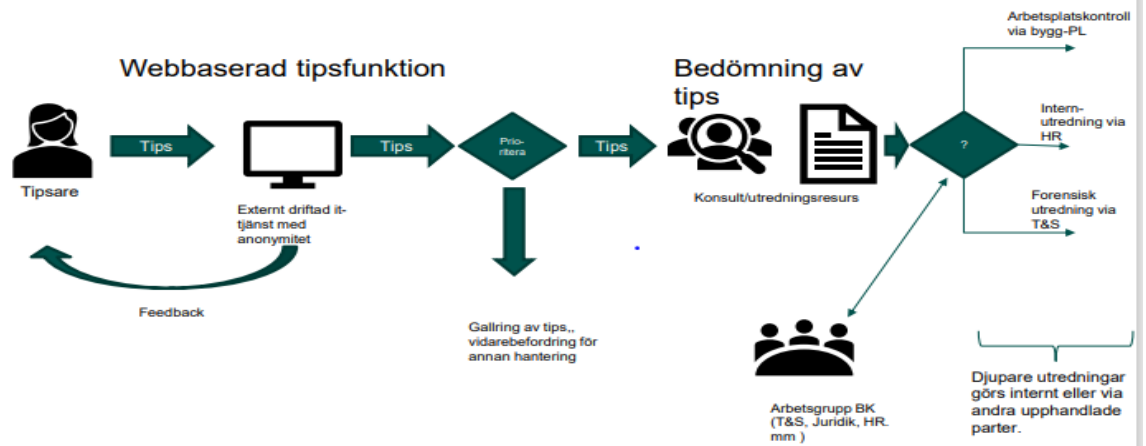 Webbaserad tipsfunktion
Tips
Tipsare
Externt driftad it-
tjänst med
anonymitet
Feedback
Tips
Prio-
ritera
Gallring av tips,,
vidarebefordring för
annan hantering
Tips
Bedömning av
tips
Konsult/utredningsresurs
?
Arbetsgrupp BK
(T&S, Juridik, HR.
mm )
Arbetsplatskontroll
via bygg-PL
Intern-
utredning via
HR
Forensisk
utredning via
T&S
Djupare utredningar
görs internt eller via
andra upphandlade
parter.